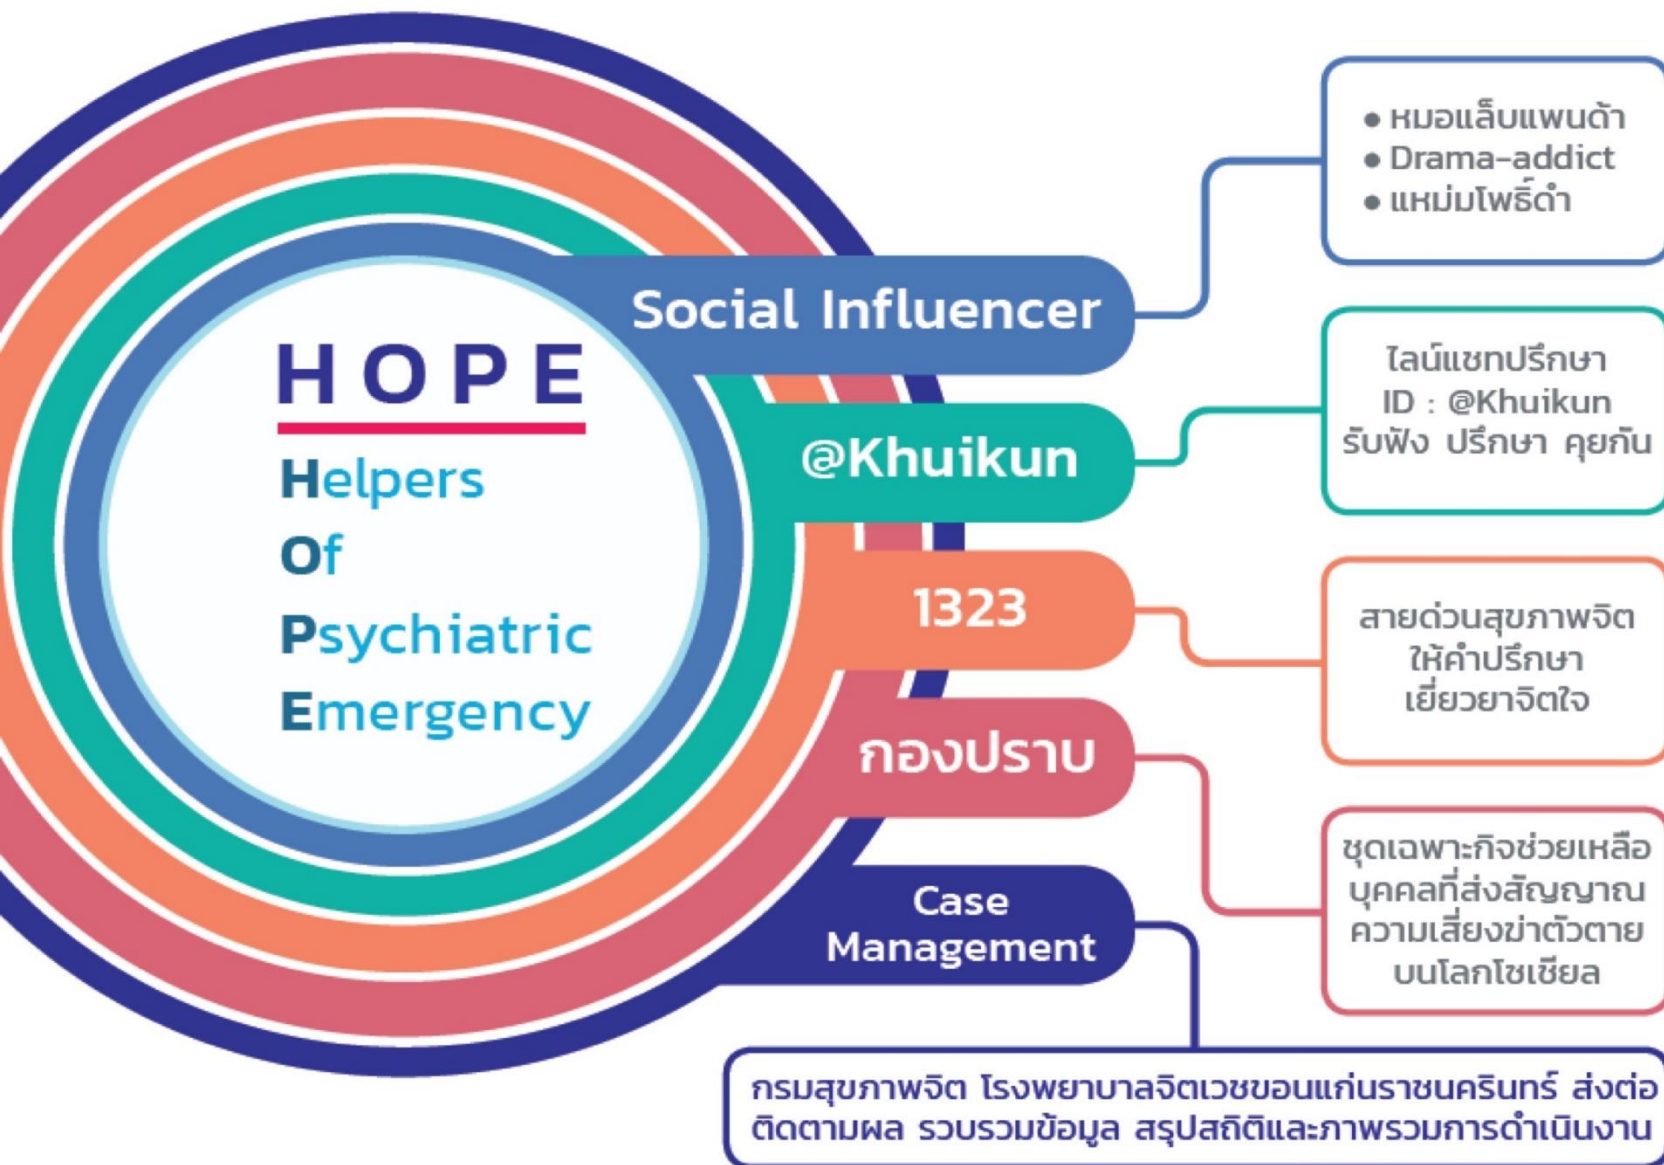 HOPE
Helpers
Of
Psychiatric
Emergency
Social Influencer
• หมอแล็บแพนด้า
• Drama-addict
• แหม่มโพธิ์ดำ
@Khuikun
ไลน์แชทปรึกษา
ID : @Khuikun
รับฟัง ปรึกษา คุยกัน
1323
สายด่วนสุขภาพจิต
ให้คำปรึกษา
เยี่ยวยาจิตใจ
กองปราบ
ชุดเฉพาะกิจช่วยเหลือ
บุคคลที่ส่งสัญญาณ
ความเสี่ยงฆ่าตัวตาย
บนโลกโซเชียล
Case
Management
กรมสุขภาพจิต โรงพยาบาลจิตเวชขอนแก่นราชนครินทร์ ส่งต่อ
ติดตามผล รวบรวมข้อมูล สรุปสถิติและภาพรวมการดำเนินงาน